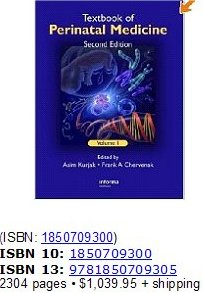 Textbook of
Perinatal Medicine
Second Edition
Volume 1
Edited by
Asim Kurjak • Frank A Chervenak
informa
(ISBN: 1850709300)
ISBN 10: 1850709300
ISBN 13: 9781850709305
2304 pages • $1,039.95 + shipping